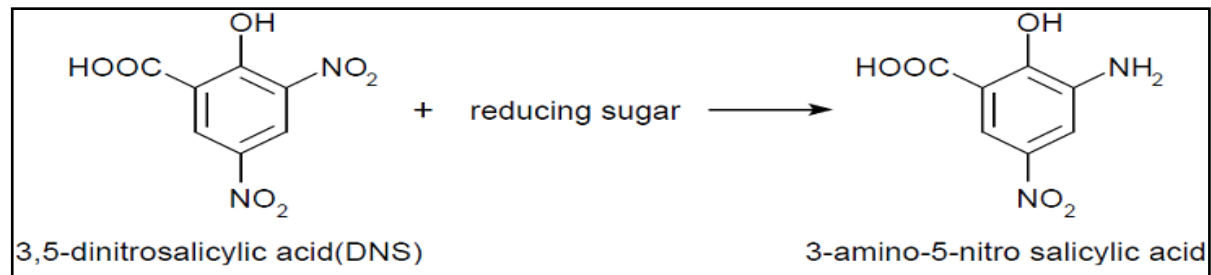 OH OH
HOOC NO2 HOOC NH2
+ reducing sugar
NO2 NO2
3,5-dinitrosalicylic acid(DNS) 3-amino-5-nitro salicylic acid